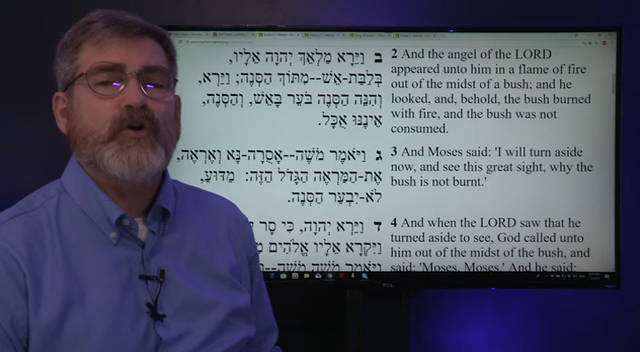 ב וַיֵּרָא מַלְאַךְ יְהוָה אֵלָיו,
בְּלַבַּת-אֵשׁ--מִתּוֹךְ הַסְּנֶה; וַיַּרְא,
וְהִנֵּה הַסְּנֶה בֹּעֵר בָּאֵשׁ, וְהַסְּנֶה,
אֵינֶנּוּ אֻכָּל.
2 And the angel of the LORD
appeared unto him in a flame of fire
out of the midst of a bush; and he
looked, and, behold, the bush burned
with fire, and the bush was not
consumed.
ג וַיֹּאמֶר מֹשֶׁה--אָסֻרָה-נָּא וְאֶרְאֶה,
אֶת-הַמַּרְאֶה הַגָּדֹל הַזֶּה: מַדּוּעַ,
לֹא-יִבְעַר הַסְּנֶה.
3 And Moses said: 'I will turn aside
now, and see this great sight, why the
bush is not burnt.'
ד וַיַּרְא יְהוָה, כִּי סָר
וַיִּקְרָא אֵלָיו אֱלֹהִים
וַיֹּאמֶר מֹשֶׁה מֹשֶׁה--
4 And when the LORD saw that he
turned aside to see, God called unto
him out of the midst of the bush, and
said: 'Moses, Moses.' And he said:
TCL